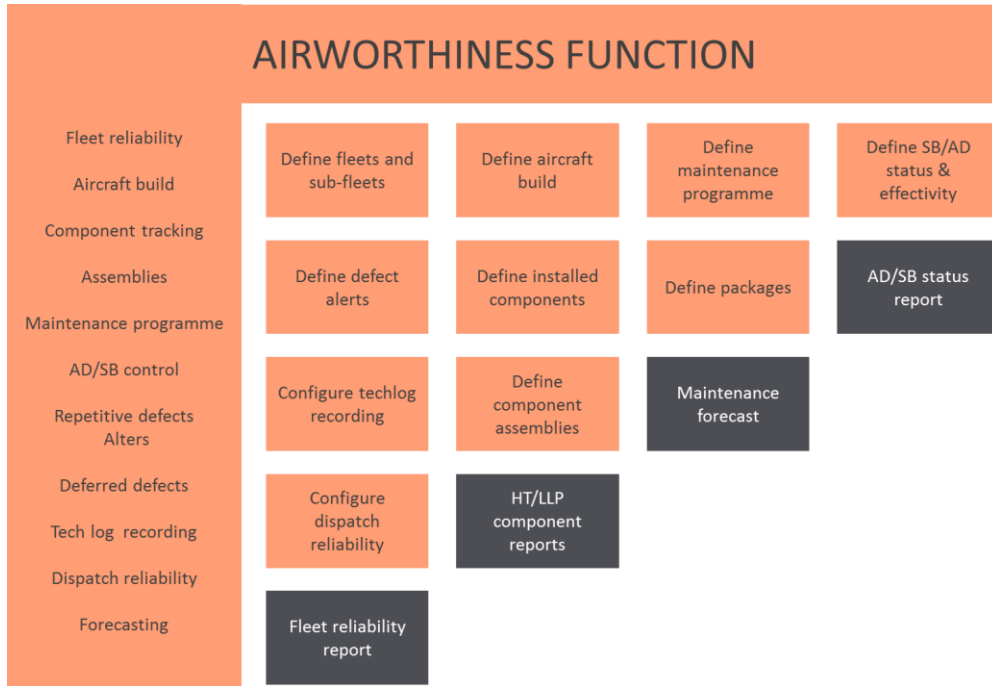 AIRWORTHINESS FUNCTION
Fleet reliability
Aircraft build
Component tracking
Assemblies
Maintenance programme
AD/SB control
Repetitive defects
Alters
Deferred defects
Tech log recording
Dispatch reliability
Forecasting
Define fleets and
sub-fleets
Define aircraft
build
Define
maintenance
programme
Define SB/AD
status &
effectivity
Define defect
alerts
Define installed
components
Define packages
AD/SB status
report
Configure techlog
recording
Define
component
assemblies
Maintenance
forecast
Configure
dispatch
reliability
HT/LLP
component
reports
Fleet reliability
report